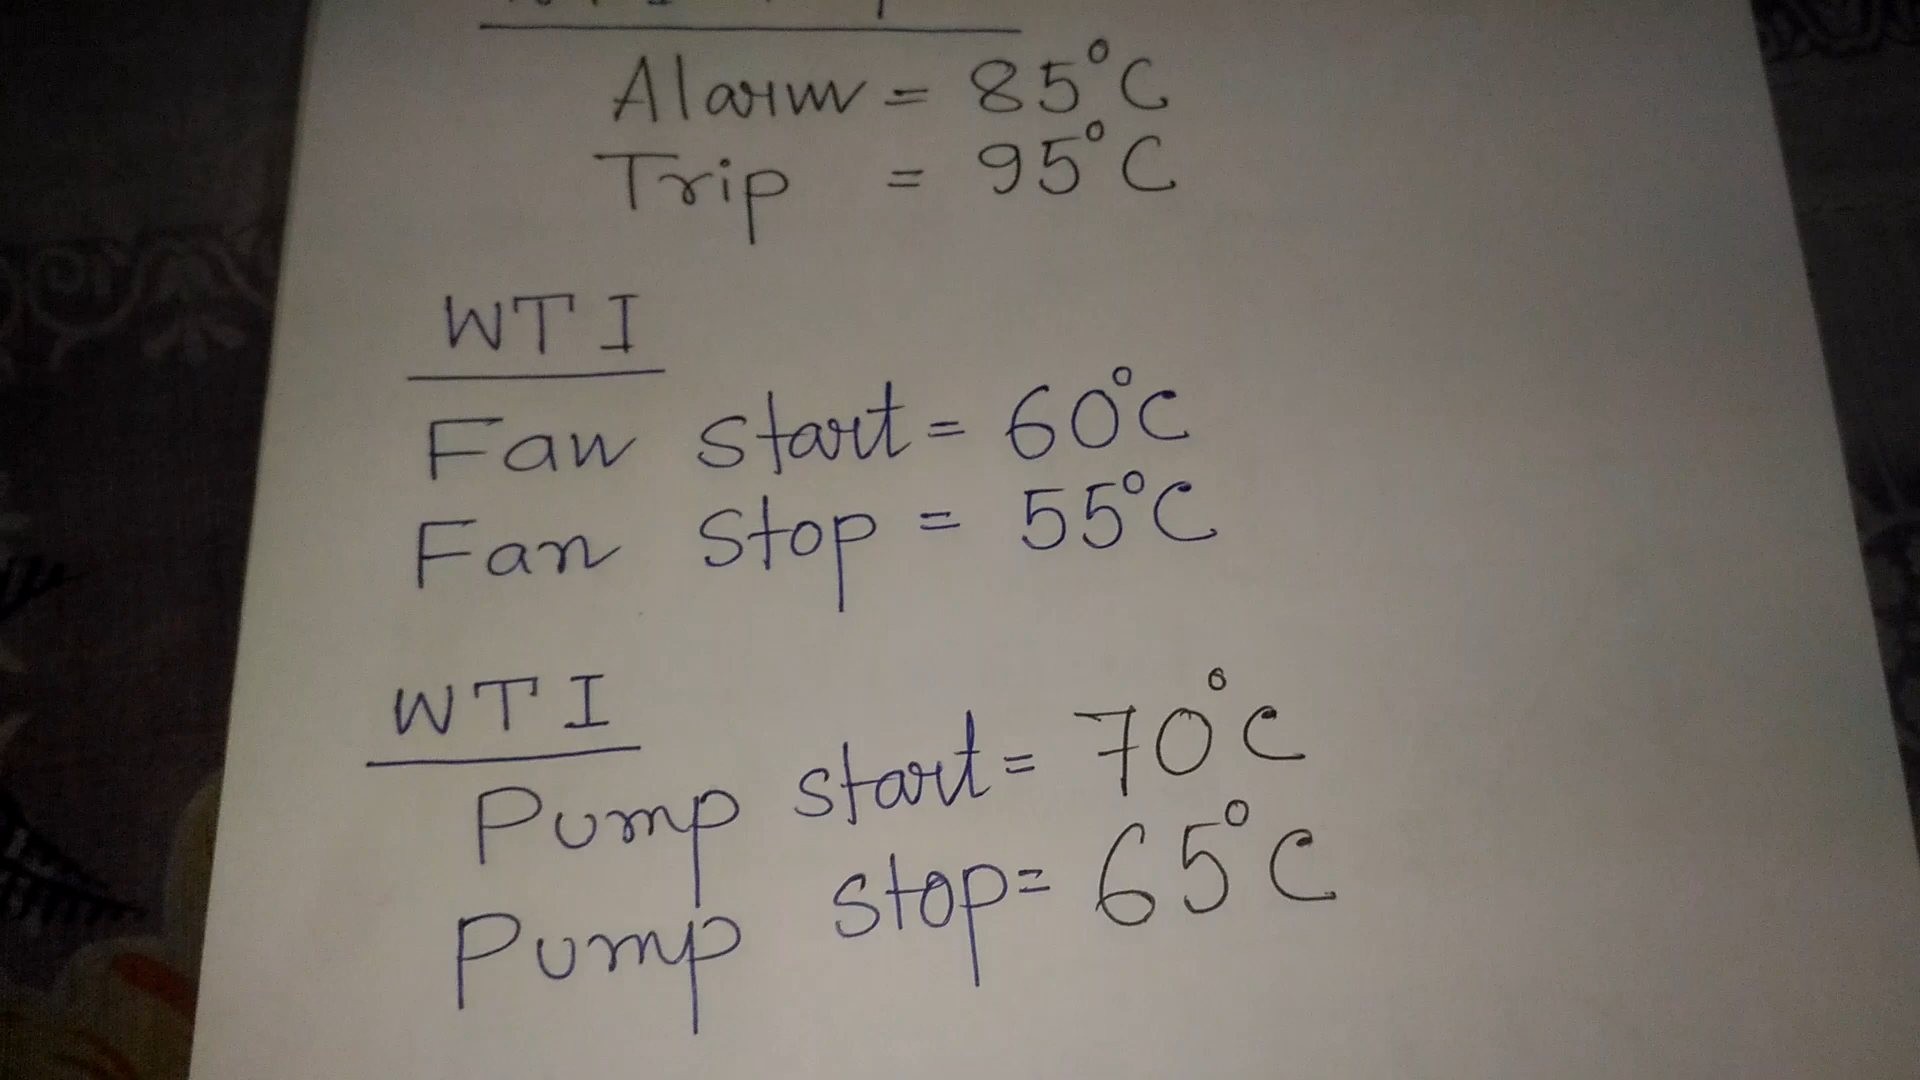 Alarm = 85°C
Trip = 95°C
WTI
Fan start = 60°C
Fan Stop = 55°C
WTI
Pump start = 70°C
Pump stop = 65°C